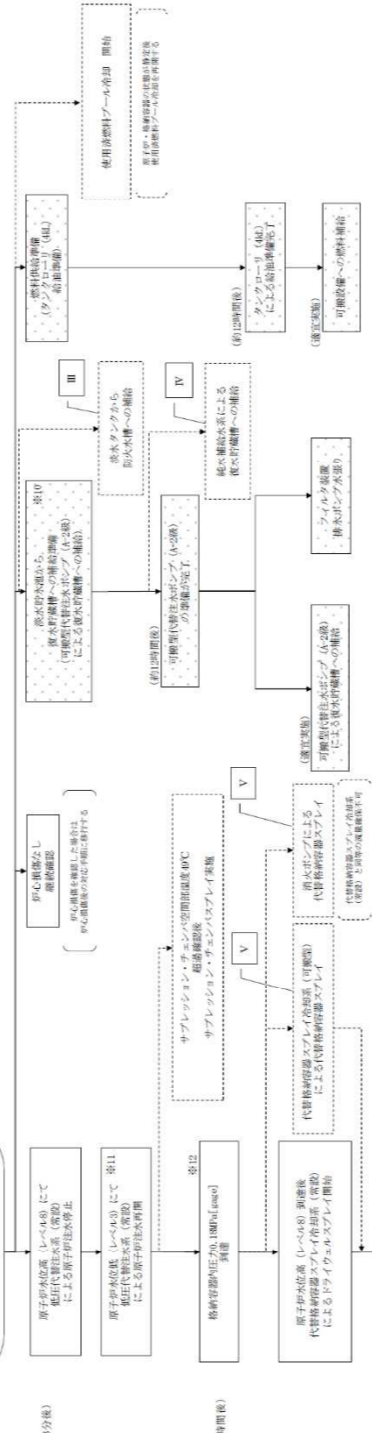 分後)
原子炉水位高 (レベル8) にて
低圧代替注水系 (常設)
による原子炉注水停止
※11
原子炉水位低 (レベル3) にて
低圧代替注水系 (常設)
による原子炉注水再開
時間後)
※12
格納容器内圧力0.18MPa[gage]
到達
原子炉水位高 (レベル8) 到達後
代替格納容器スプレイ冷却系 (常設)
によるドライウェルスプレイ開始
炉心損傷なし
継続確認
炉心損傷を確認した場合は
炉心損傷後の対応手順に移行する
サプレッション・チェンバ空間部温度49℃
超過確認後
サプレッション・チェンバスプレイ実施
Ⅴ
代替格納容器スプレイ冷却系 (可搬型)
による代替格納容器スプレイ
Ⅴ
消火ポンプによる
代替格納容器スプレイ
代替格納容器スプレイ冷却系
(常設) と同等の流量確保不可
※10
淡水貯水池から
復水貯蔵槽への補給準備
(可搬型代替注水ポンプ (A-2級)
による復水貯蔵槽への補給)
(約12時間後)
可搬型代替注水ポンプ (A-2級)
の準備が完了
(適宜実施)
可搬型代替注水ポンプ (A-2級)
による復水貯蔵槽への補給
フィルタ装置
排水ポンプ水張り
Ⅲ
淡水タンクから
防火水槽への補給
Ⅳ
純水補給水系による
復水貯蔵槽への補給
燃料供給準備
(タンクローリ (4kL)
給油準備)
(約12時間後)
タンクローリ (4kL)
による給油準備完了
(適宜実施)
可搬設備への燃料補給
使用済燃料プール冷却 開始
原子炉・格納容器の状態が静定後
使用済燃料プール冷却を再開する